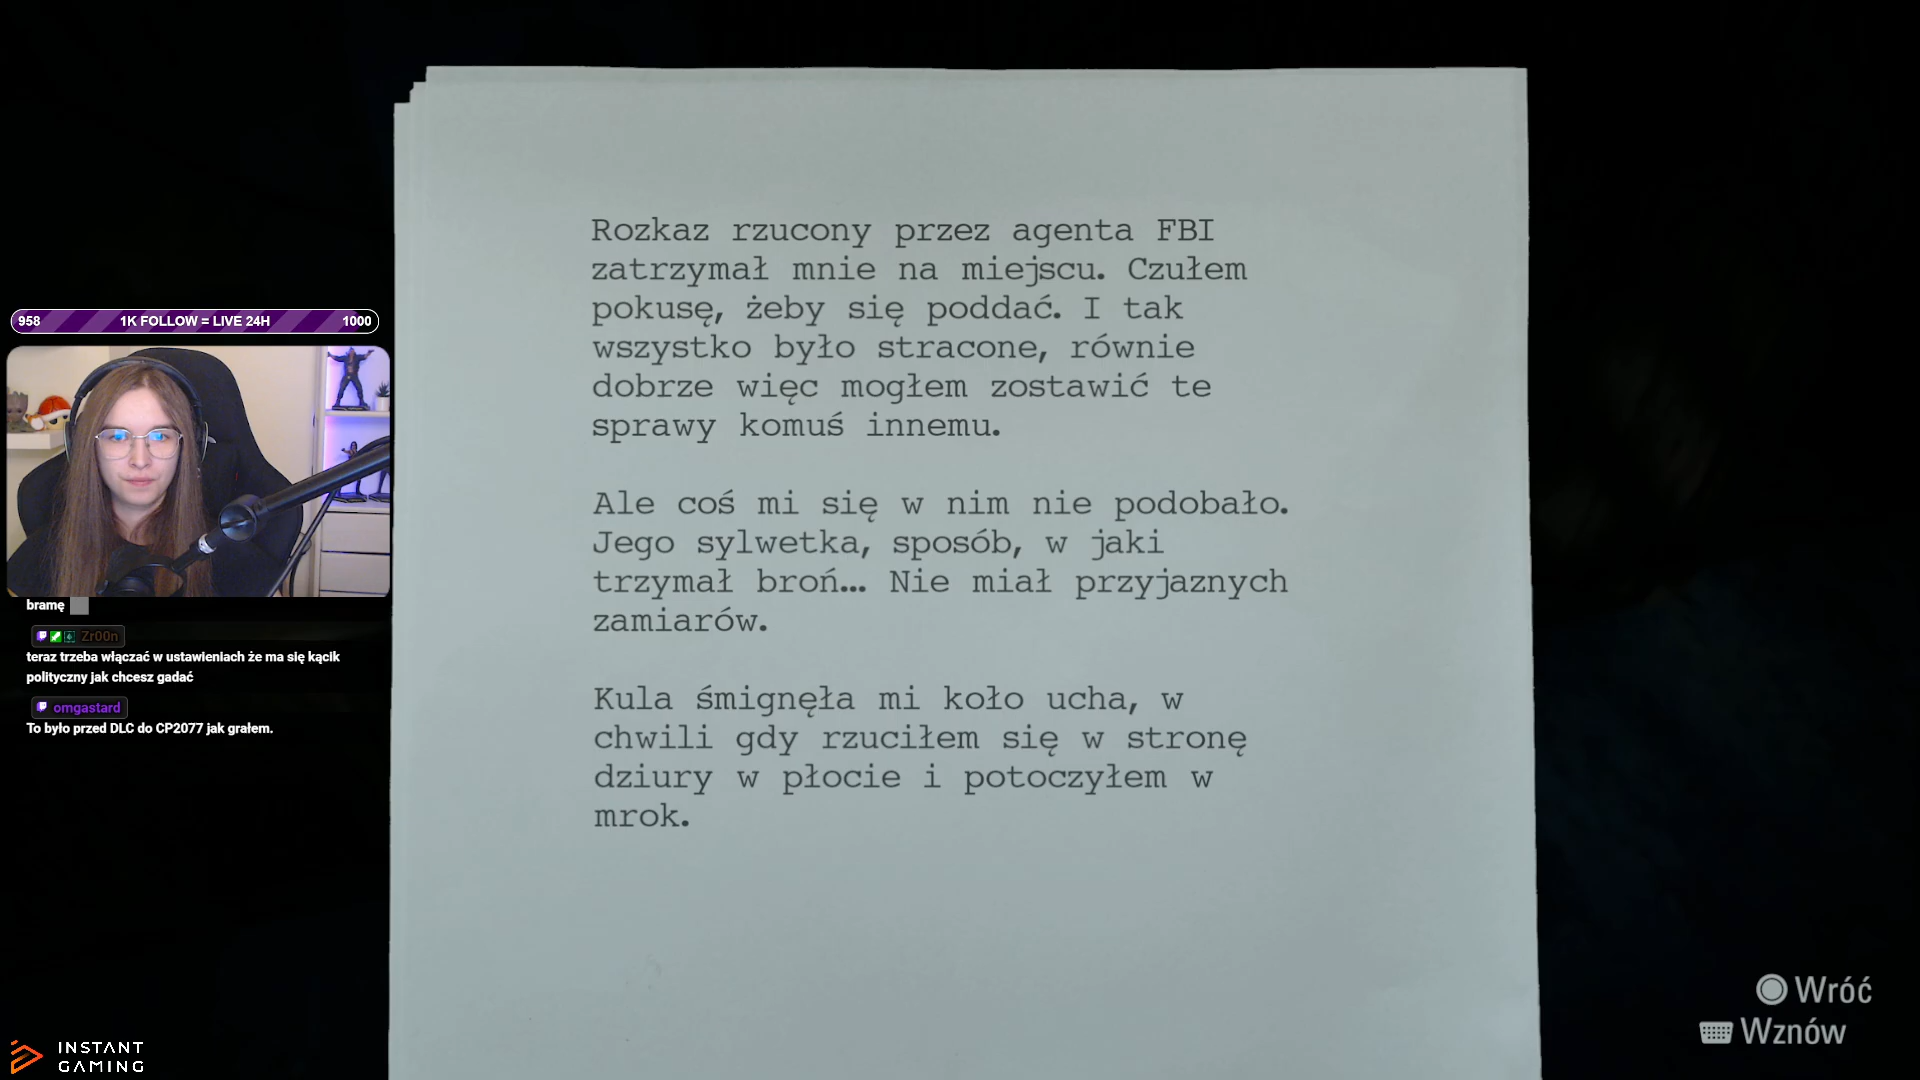 Rozkaz rzucony przez agenta FBI
zatrzymał mnie na miejscu. Czułem
pokusę, żeby się poddać. I tak
wszystko było stracone, równie
dobrze więc mogłem zostawić te
sprawy komuś innemu.
Ale coś mi się w nim nie podobało.
Jego sylwetka, sposób, w jaki
trzymał broń… Nie miał przyjaznych
zamiarów.
Kula śmignęła mi koło ucha, w
chwili gdy rzuciłem się w stronę
dziury w płocie i potoczyłem w
mrok.
958 1K FOLLOW = LIVE 24H 1000
bramę
Zr00n
teraz trzeba włączać w ustawieniach że ma się kącik
polityczny jak chcesz gadać
omgastard
To było przed DLC do CP2077 jak grałem.
INSTANT
GAMING
Wróć
Wznów